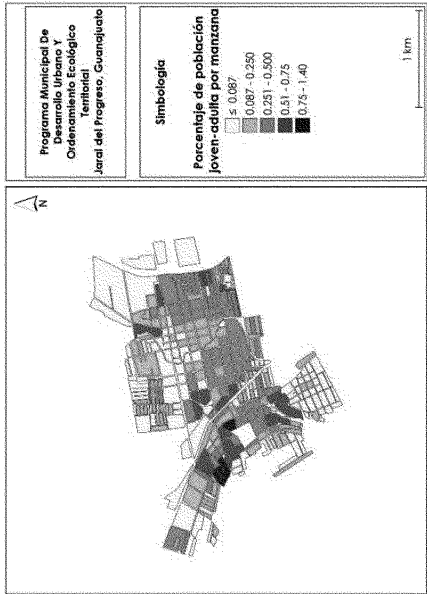 Programa Municipal De
Desarrollo Urbano Y
Ordenamiento Ecológico
Territorial
Jaral del Progreso, Guanajuato
Simbología
Porcentaje de población
joven-adulta por manzana
≤ 0.087
0.087 - 0.250
0.251 - 0.500
0.51 - 0.75
0.75 - 1.40
1 km
N